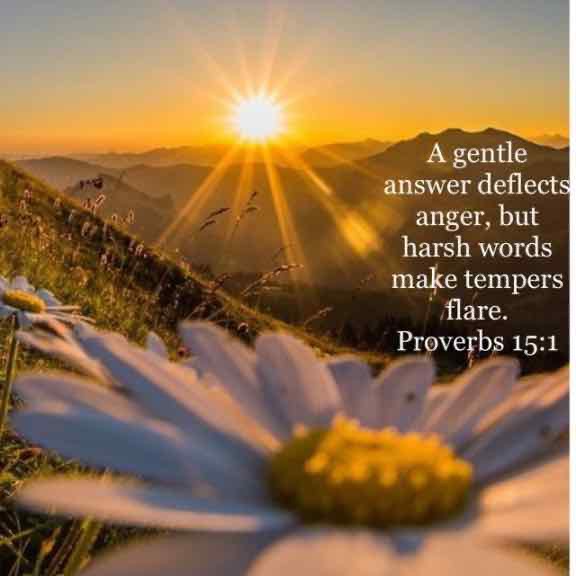 A gentle
answer deflects
anger, but
harsh words
make tempers
flare.
Proverbs 15:1